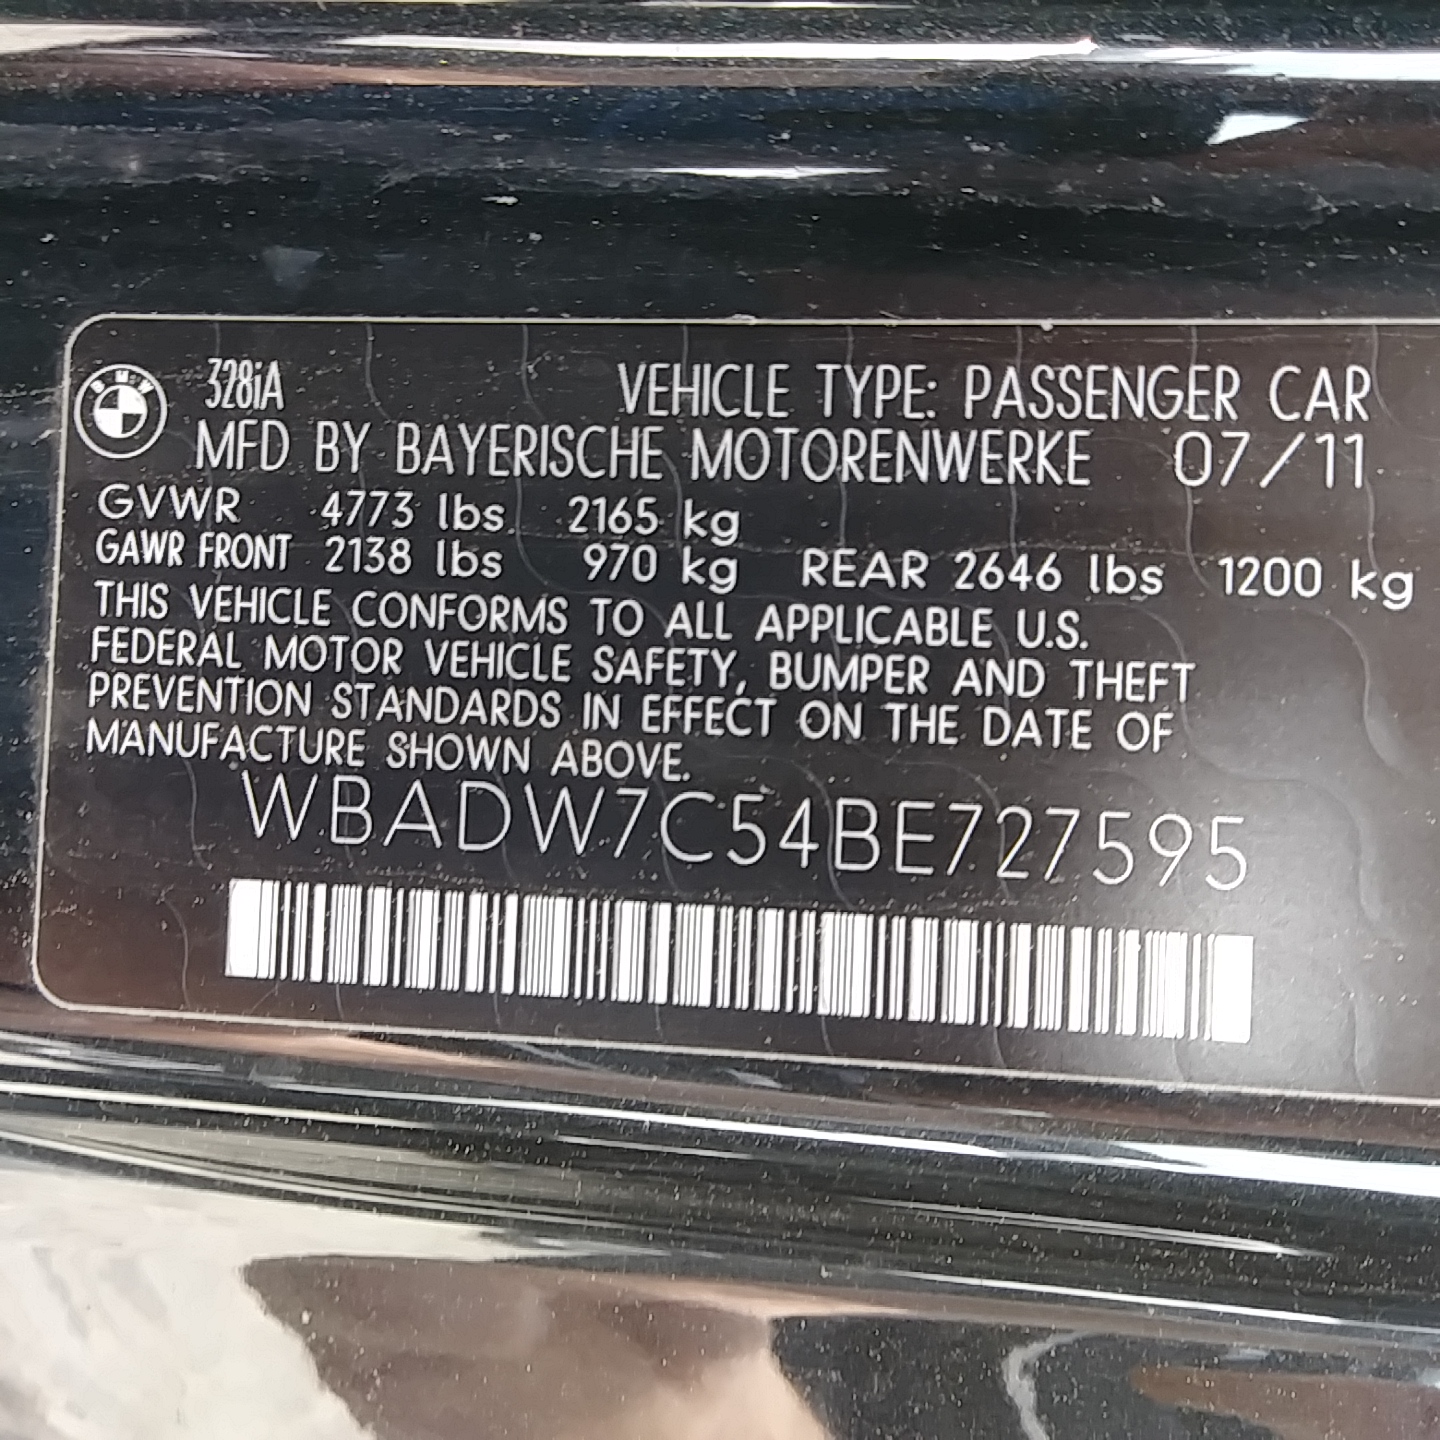 BMW
328iA VEHICLE TYPE: PASSENGER CAR
MFD BY BAYERISCHE MOTORENWERKE 07/11
GVWR 4773 lbs 2165 kg
GAWR FRONT 2138 lbs 970 kg REAR 2646 lbs 1200 kg
THIS VEHICLE CONFORMS TO ALL APPLICABLE U.S.
FEDERAL MOTOR VEHICLE SAFETY, BUMPER AND THEFT
PREVENTION STANDARDS IN EFFECT ON THE DATE OF
MANUFACTURE SHOWN ABOVE.
WBADW7C54BE727595